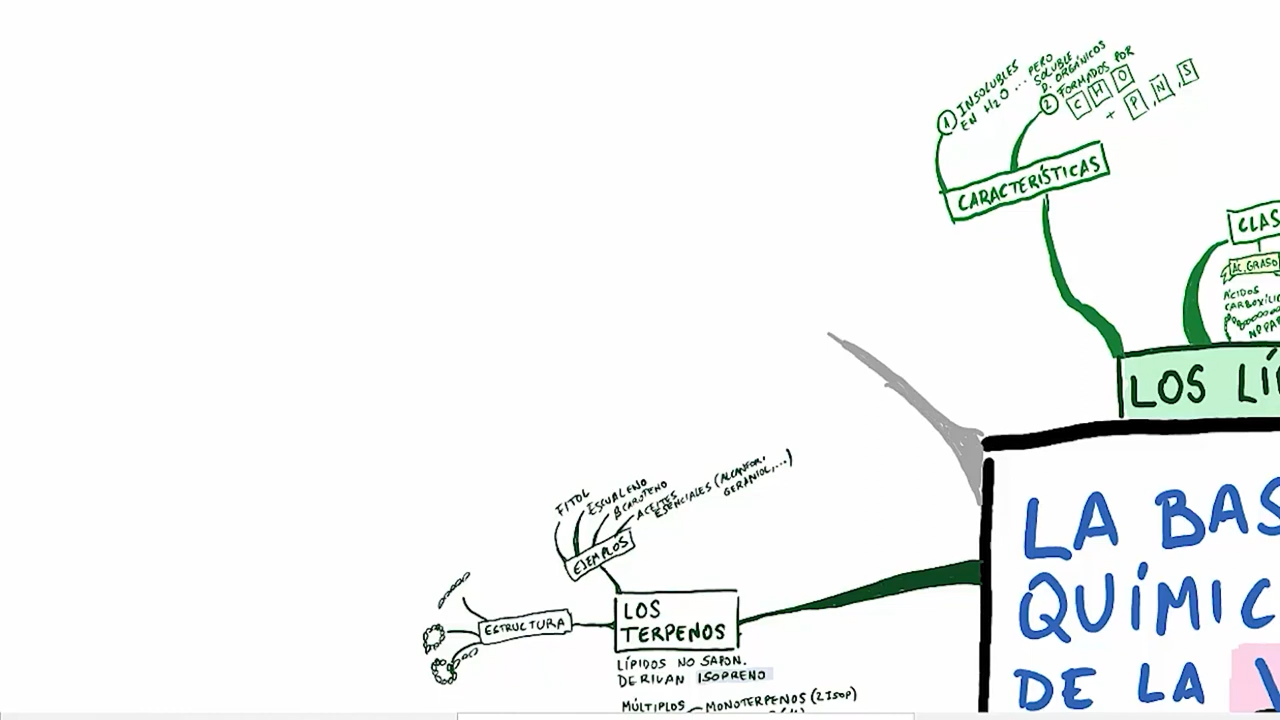 ① INSOLUBLES
EN H2O ... PERO
SOLUBLE
D. ORGÁNICOS
② FORMADOS POR
C H O
+ P, N, S
CARACTERÍSTICAS
CLAS
AC. GRASO
ÁCIDOS
CARBOXÍLI
LOS LÍ
FITOL
ESCUALENO
βCAROTENO
ACEITES
ESENCIALES (ALCANFOR,
GERANIOL,...)
EJEMPLOS
ESTRUCTURA
LOS
TERPENOS
LÍPIDOS NO SAPON.
DERIVAN ISOPRENO
MÚLTIPLOS MONOTERPENOS (2 ISOP)
LA BAS
QUÍMIC
DE LA V